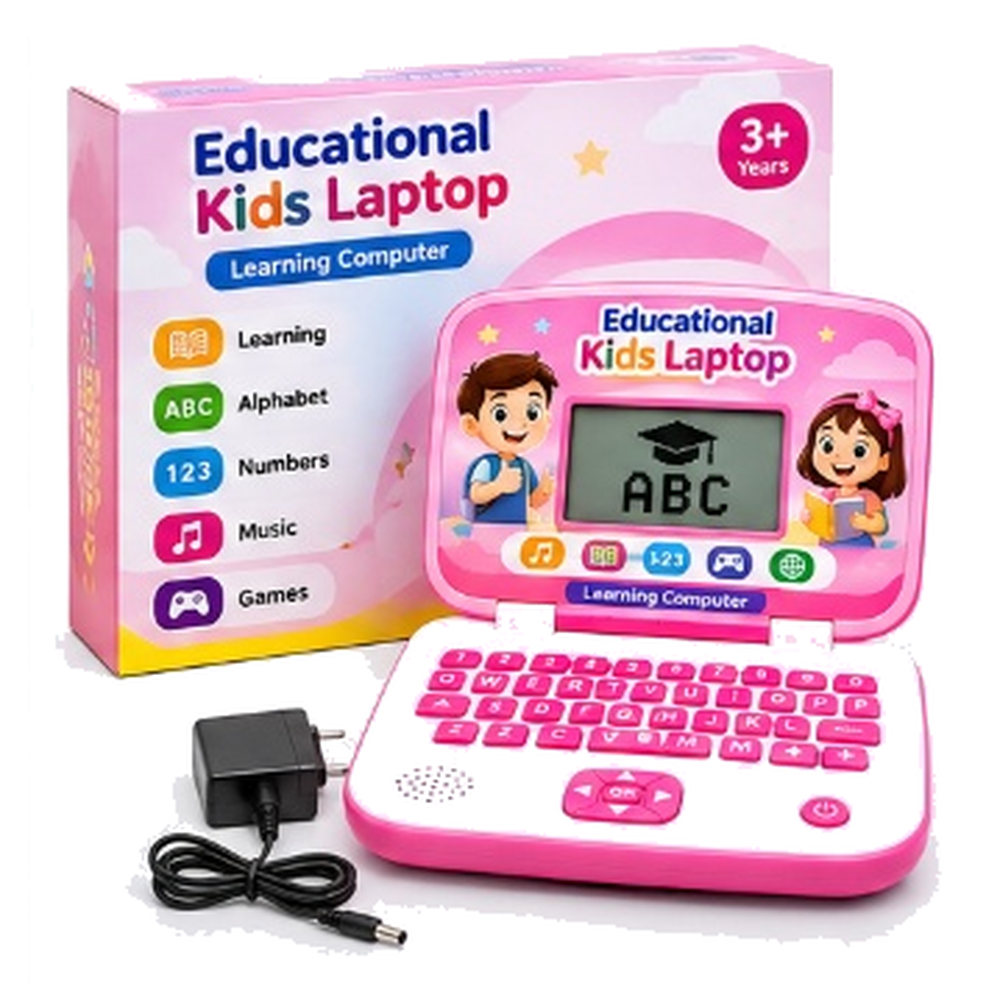 Educational
Kids Laptop
3+
Years
Learning Computer
Learning
ABC Alphabet
123 Numbers
Music
Games
Educational
Kids Laptop
ABC
123
Learning Computer
W E R T V U
S D F G H J K L
Z Z C V M M
OK